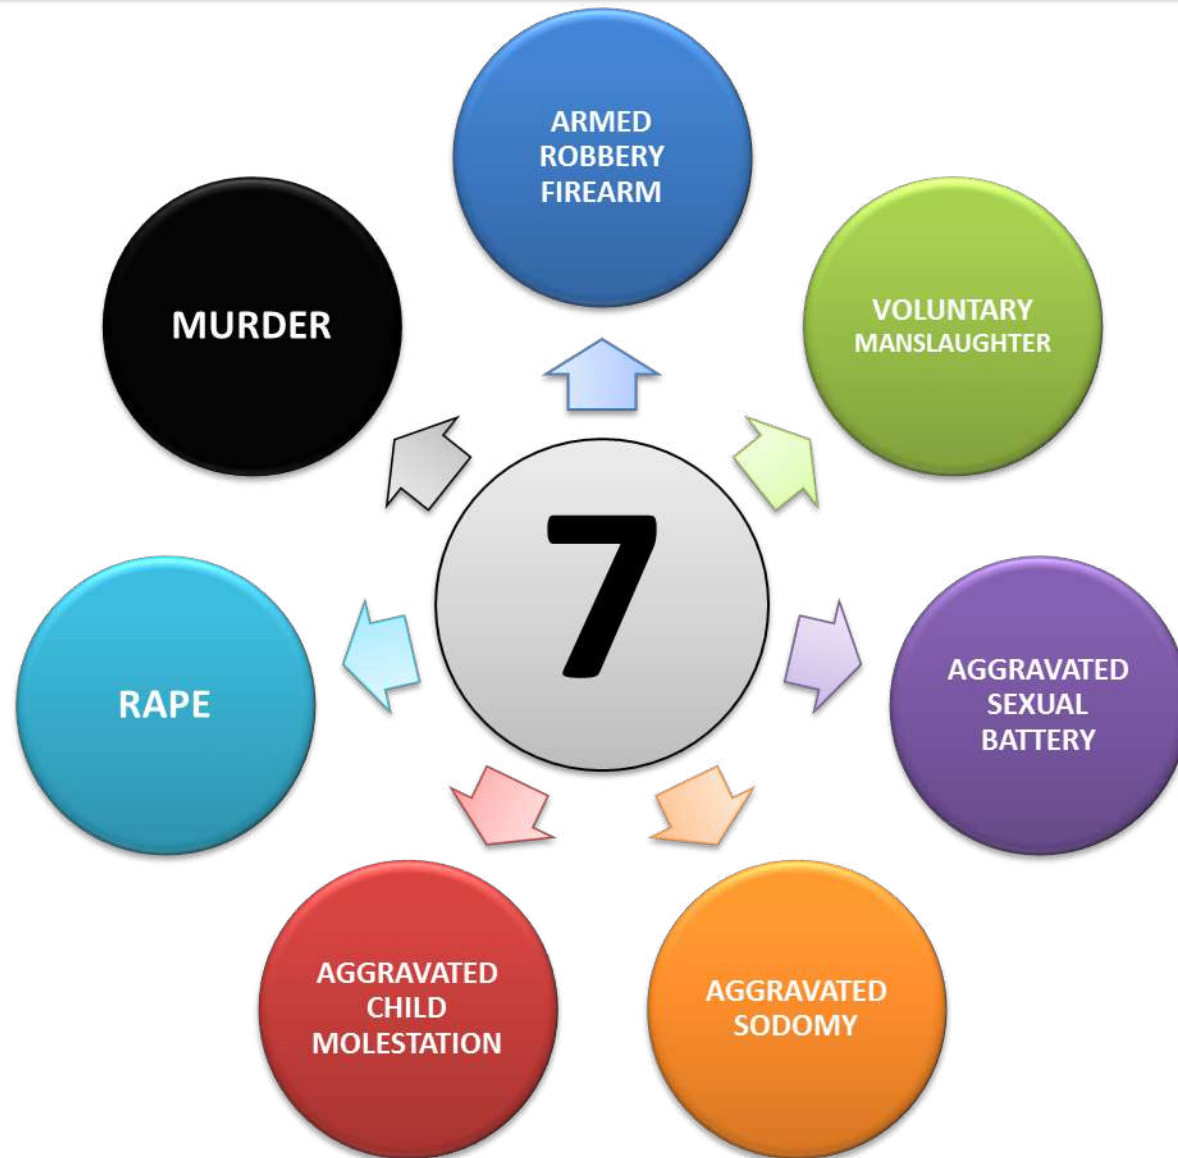 ARMED
ROBBERY
FIREARM
MURDER
VOLUNTARY
MANSLAUGHTER
7
RAPE
AGGRAVATED
SEXUAL
BATTERY
AGGRAVATED
CHILD
MOLESTATION
AGGRAVATED
SODOMY